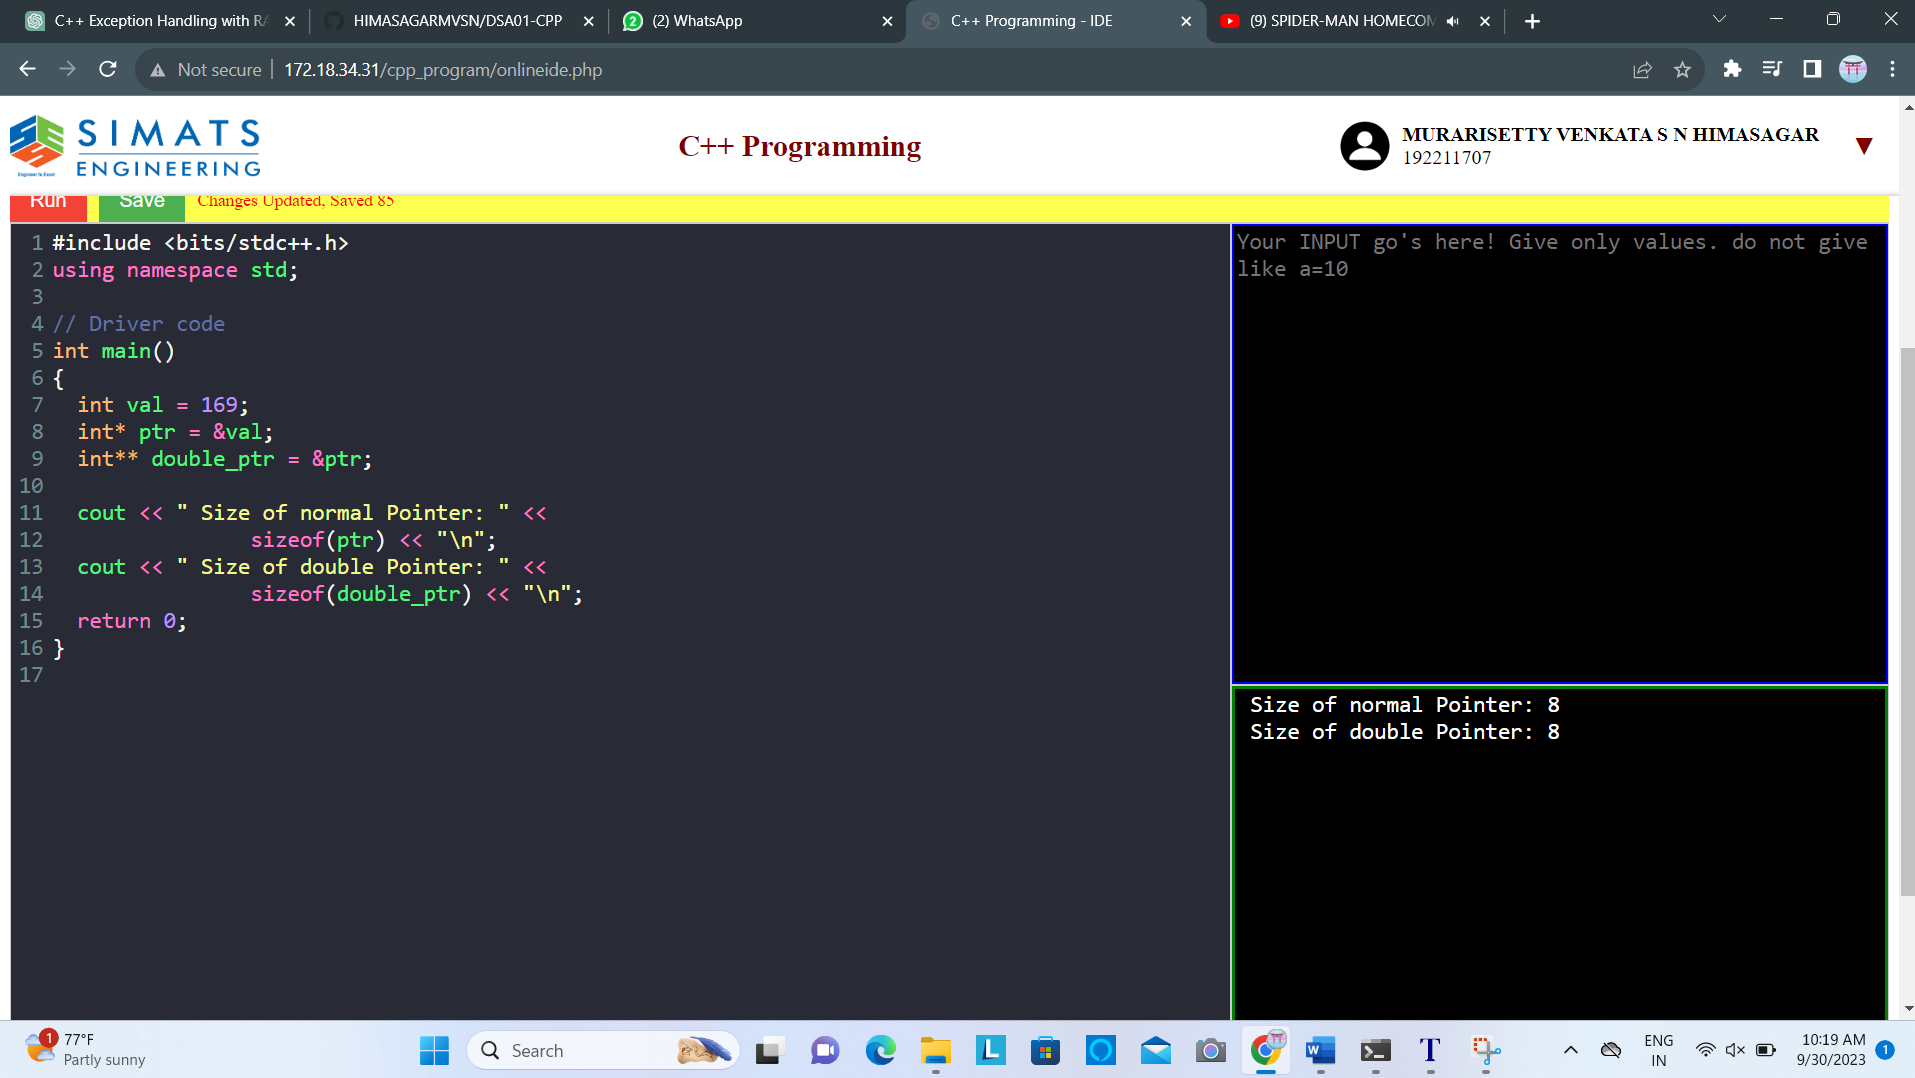 C++ Exception Handling with RA
HIMASAGARMVSN/DSA01-CPP
(2) WhatsApp
C++ Programming - IDE
(9) SPIDER-MAN HOMECOM
Not secure | 172.18.34.31/cpp_program/onlineide.php
SIMATS
ENGINEERING
Engineer to Excel
C++ Programming
MURARISETTY VENKATA S N HIMASAGAR
192211707
Run Save Changes Updated, Saved 85
1 #include <bits/stdc++.h>
2 using namespace std;
3
4 // Driver code
5 int main()
6 {
7   int val = 169;
8   int* ptr = &val;
9   int** double_ptr = &ptr;
10
11   cout << " Size of normal Pointer: " <<
12                 sizeof(ptr) << "\n";
13   cout << " Size of double Pointer: " <<
14                 sizeof(double_ptr) << "\n";
15   return 0;
16 }
17
Your INPUT go's here! Give only values. do not give
like a=10
Size of normal Pointer: 8
Size of double Pointer: 8
1
77°F
Partly sunny
Search
ENG
IN
10:19 AM
9/30/2023
1